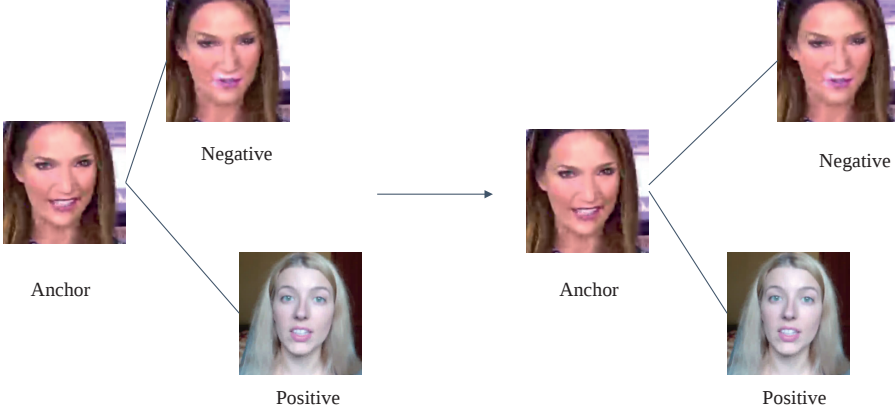 Negative
Anchor
Positive
Negative
Anchor
Positive